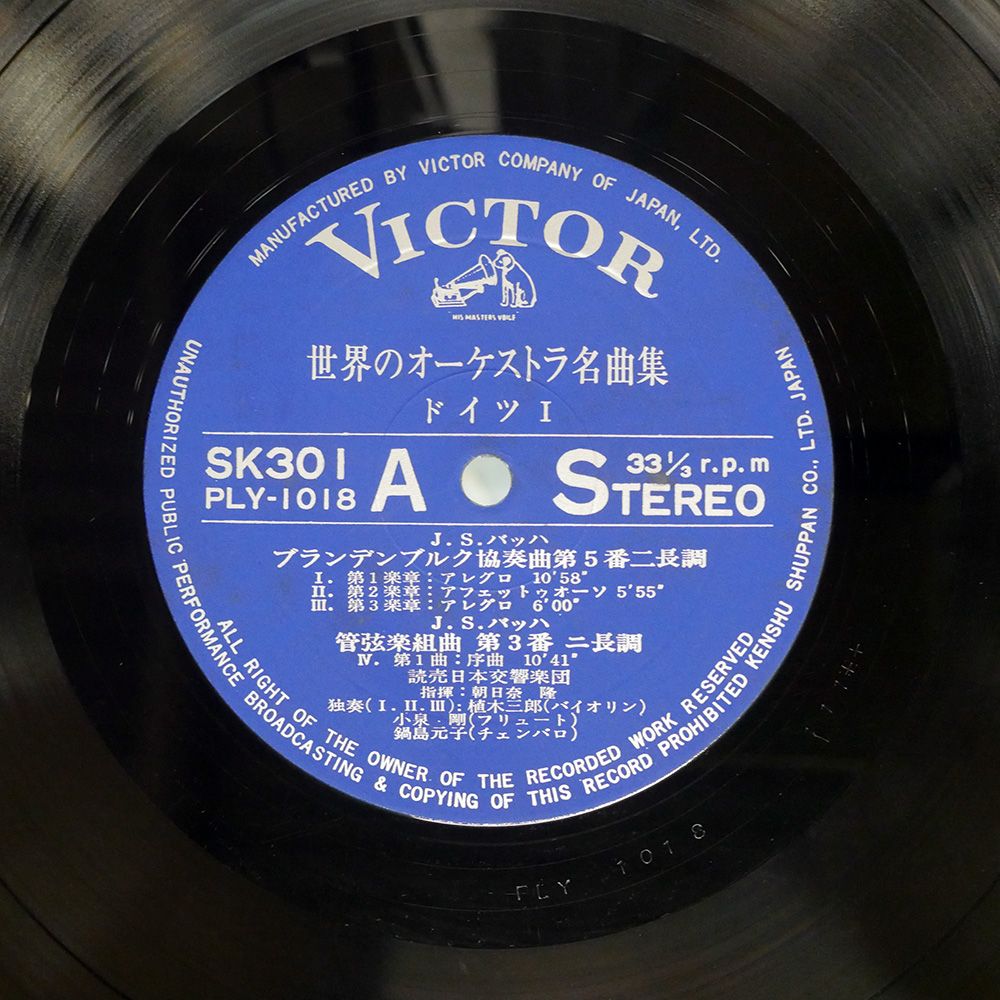 MANUFACTURED BY VICTOR COMPANY OF JAPAN, LTD.
VICTOR
"HIS MASTERS VOICE"
世界のオーケストラ名曲集
ドイツ I
SK301
PLY-1018
A
33 1/3 r.p.m
STEREO
J.S.バッハ
ブランデンブルク協奏曲第5番ニ長調
I. 第1楽章:アレグロ 10'58"
II. 第2楽章:アフェットゥオーソ 5'55"
III. 第3楽章:アレグロ 6'00"
J.S.バッハ
管弦楽組曲 第3番 ニ長調
IV. 第1曲:序曲 10'41"
読売日本交響楽団
指揮:朝日奈 隆
独奏(I.II.III):植木三郎(バイオリン)
小泉 剛(フリュート)
鍋島元子(チェンバロ)
UNAUTHORIZED PUBLIC PERFORMANCE BROADCASTING & COPYING OF THIS RECORD PROHIBITED KENSHU SHUPPAN CO., LTD. JAPAN
ALL RIGHT OF THE OWNER OF THE RECORDED WORK RESERVED
PLY 1018